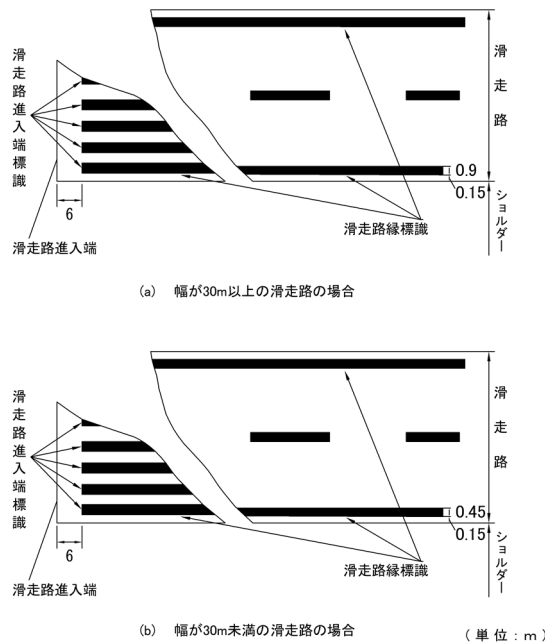 滑走路進入端標識
滑走路
0.9
0.15
6
ショルダー
滑走路縁標識
滑走路進入端
(a) 幅が30m以上の滑走路の場合
滑走路進入端標識
滑走路
0.45
0.15
6
ショルダー
滑走路縁標識
滑走路進入端
(b) 幅が30m未満の滑走路の場合
(単位:m)